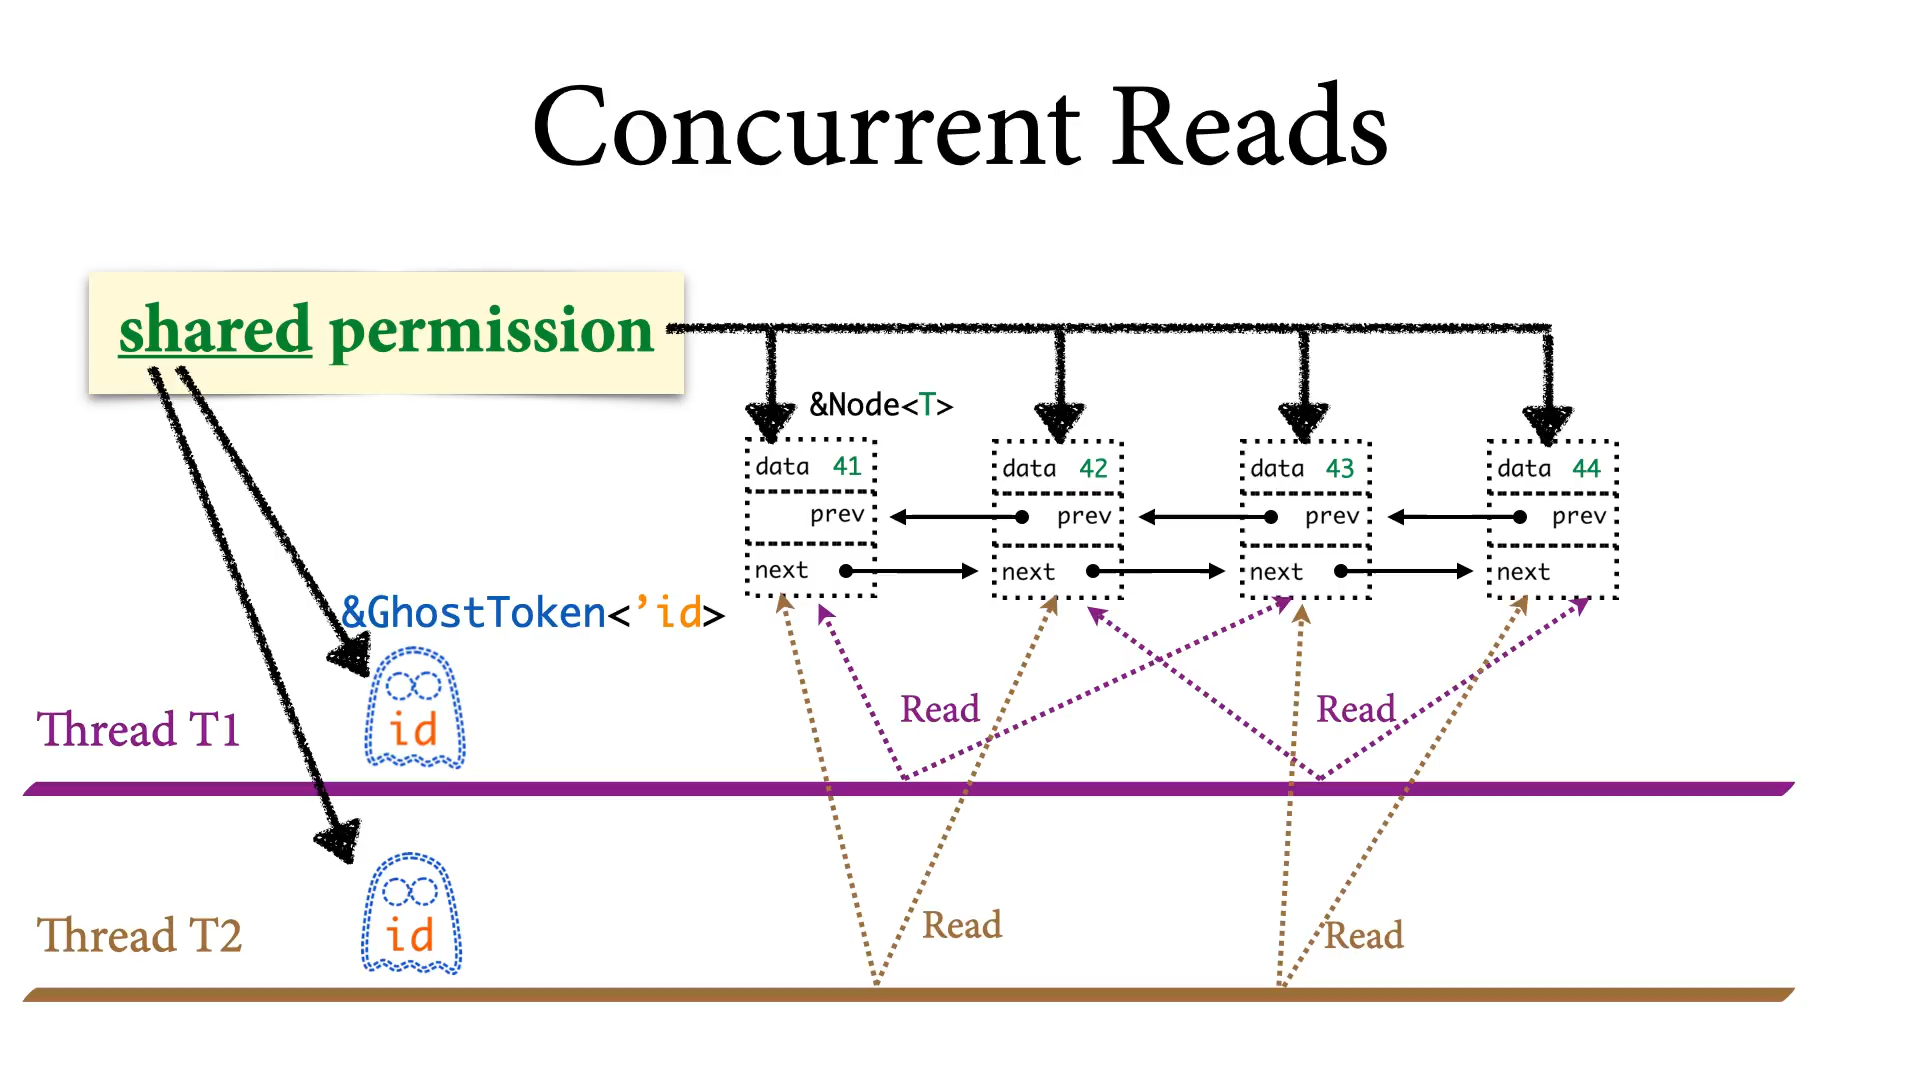 Concurrent Reads
shared permission
&Node<T>
data 41
prev
next
data 42
prev
next
data 43
prev
next
data 44
prev
next
&GhostToken<’id>
Thread T1
id
Read
Read
Thread T2
id
Read
Read